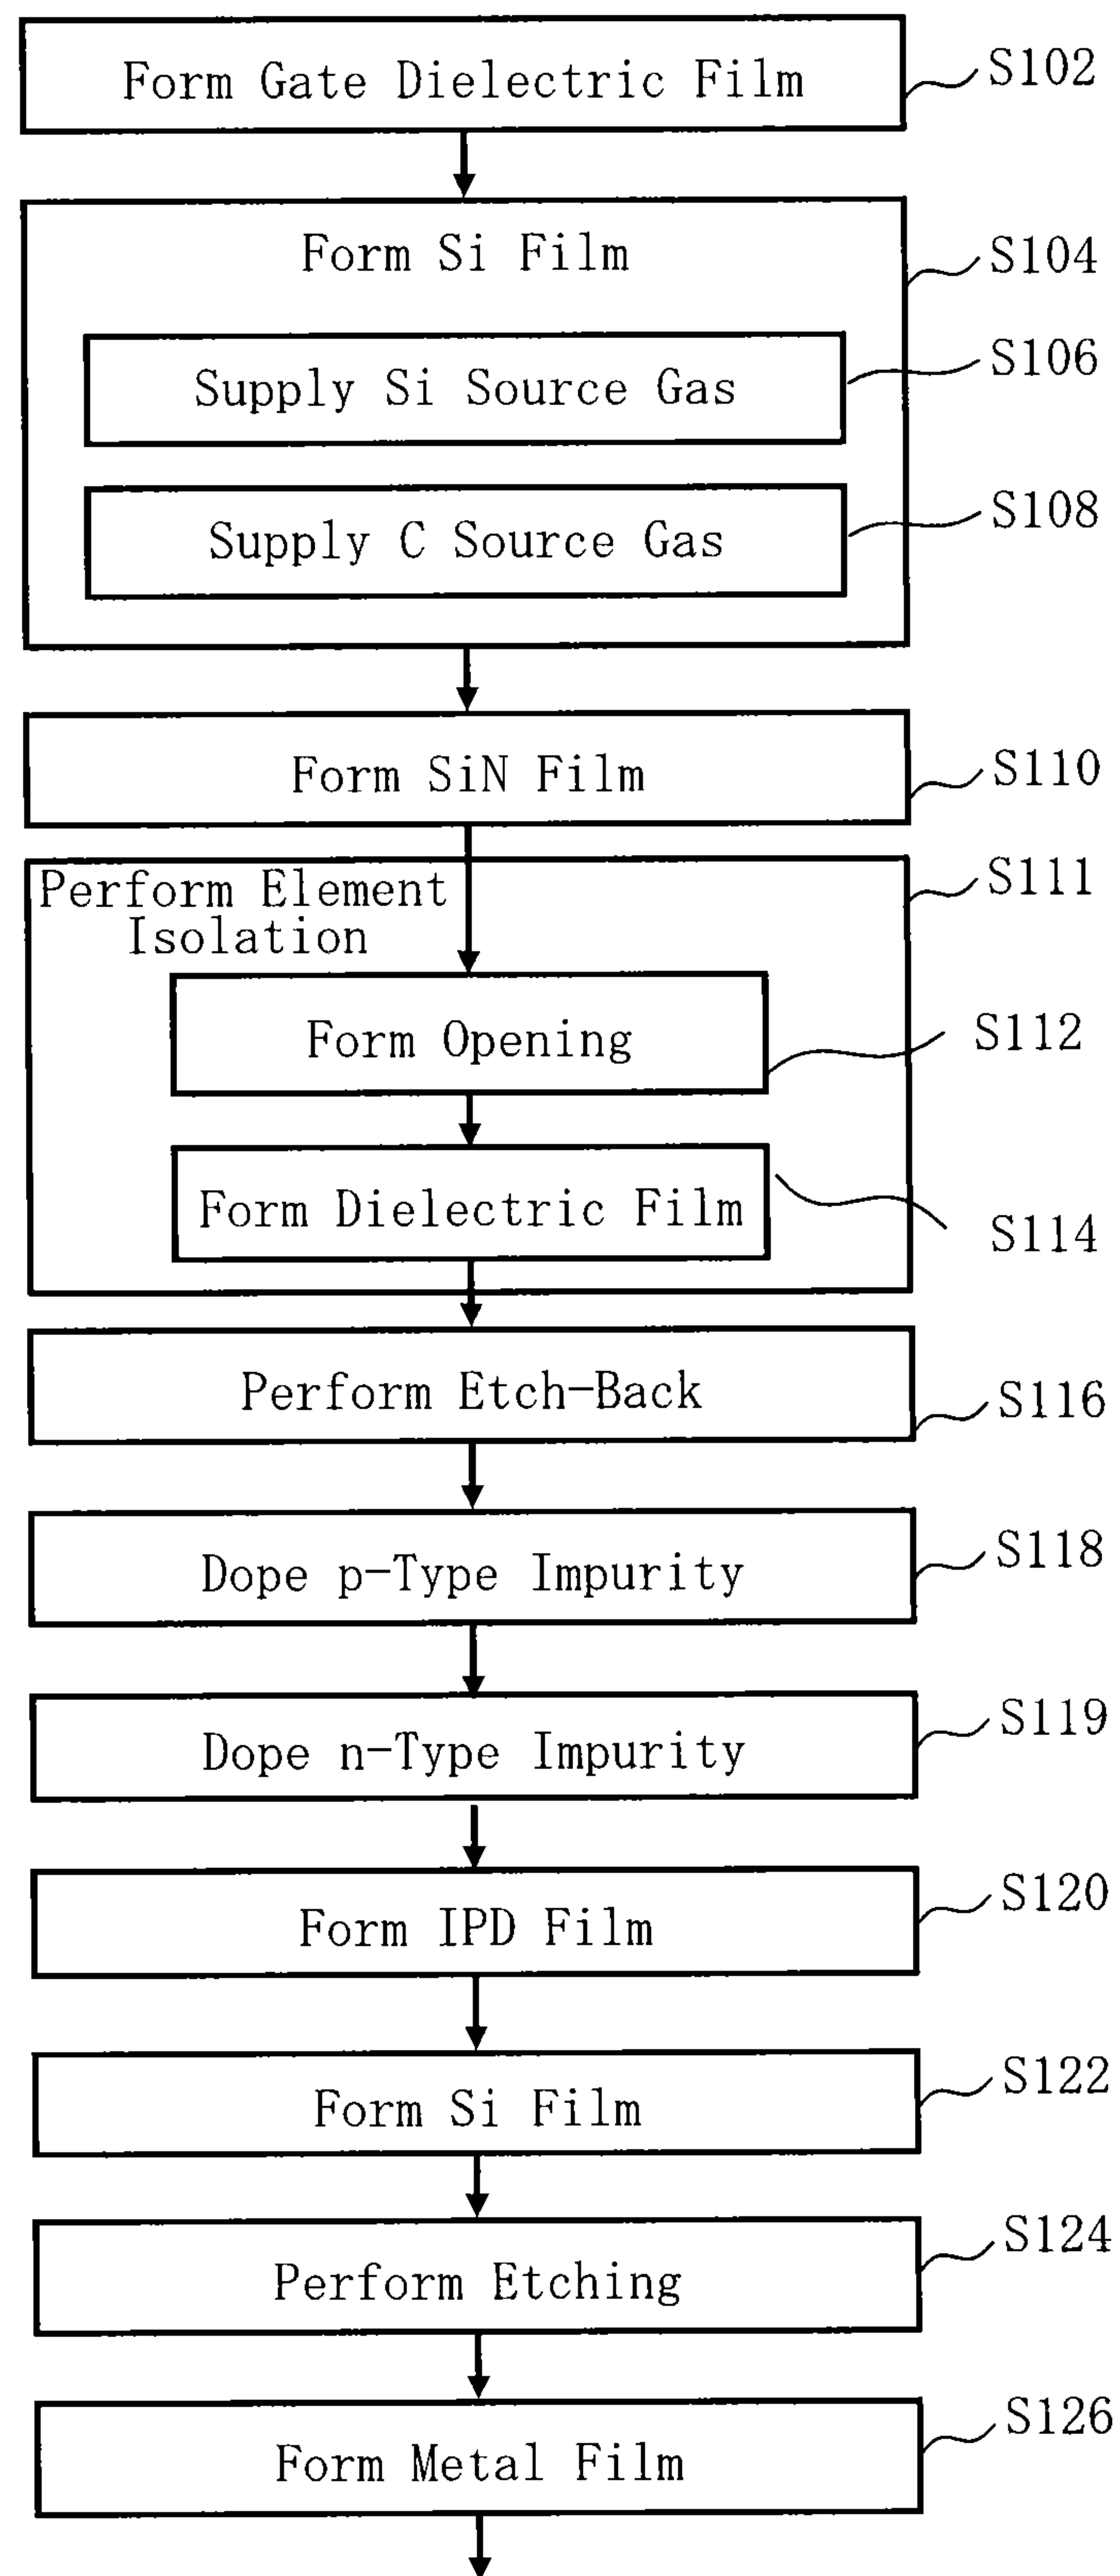 Form Gate Dielectric Film
S102
Form Si Film
S104
Supply Si Source Gas
S106
Supply C Source Gas
S108
Form SiN Film
S110
Perform Element
Isolation
S111
Form Opening
S112
Form Dielectric Film
S114
Perform Etch-Back
S116
Dope p-Type Impurity
S118
Dope n-Type Impurity
S119
Form IPD Film
S120
Form Si Film
S122
Perform Etching
S124
Form Metal Film
S126